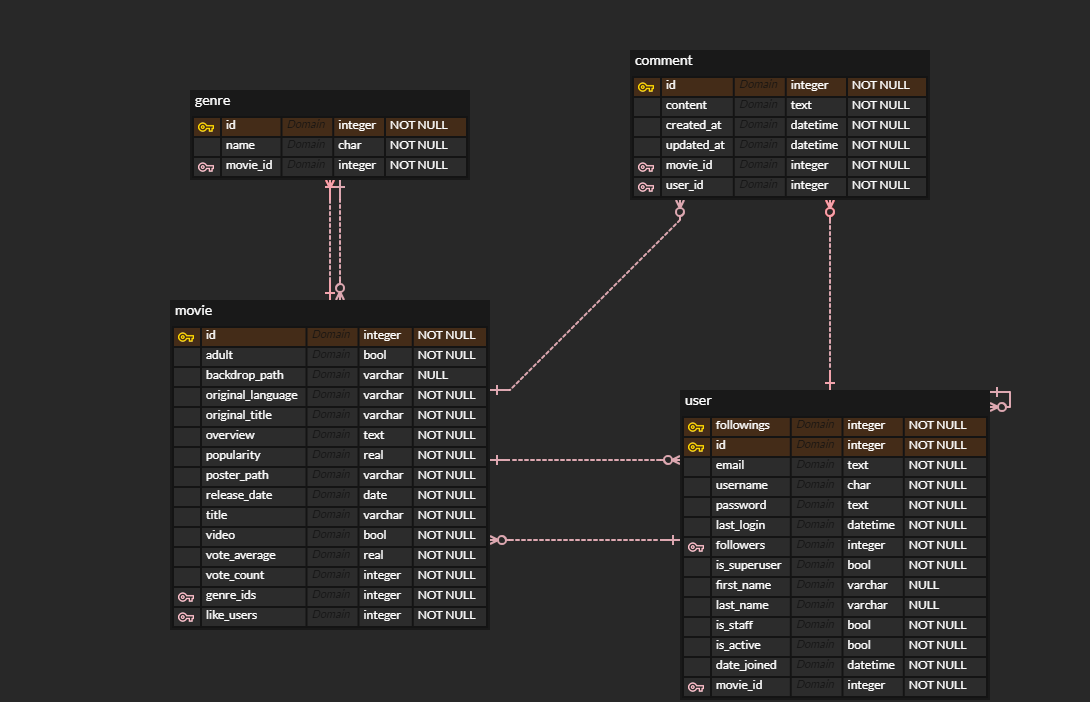 comment
id Domain integer NOT NULL
content Domain text NOT NULL
created_at Domain datetime NOT NULL
updated_at Domain datetime NOT NULL
movie_id Domain integer NOT NULL
user_id Domain integer NOT NULL
genre
id Domain integer NOT NULL
name Domain char NOT NULL
movie_id Domain integer NOT NULL
movie
id Domain integer NOT NULL
adult Domain bool NOT NULL
backdrop_path Domain varchar NULL
original_language Domain varchar NOT NULL
original_title Domain varchar NOT NULL
overview Domain text NOT NULL
popularity Domain real NOT NULL
poster_path Domain varchar NOT NULL
release_date Domain date NOT NULL
title Domain varchar NOT NULL
video Domain bool NOT NULL
vote_average Domain real NOT NULL
vote_count Domain integer NOT NULL
genre_ids Domain integer NOT NULL
like_users Domain integer NOT NULL
user
followings Domain integer NOT NULL
id Domain integer NOT NULL
email Domain text NOT NULL
username Domain char NOT NULL
password Domain text NOT NULL
last_login Domain datetime NOT NULL
followers Domain integer NOT NULL
is_superuser Domain bool NOT NULL
first_name Domain varchar NULL
last_name Domain varchar NULL
is_staff Domain bool NOT NULL
is_active Domain bool NOT NULL
date_joined Domain datetime NOT NULL
movie_id Domain integer NOT NULL